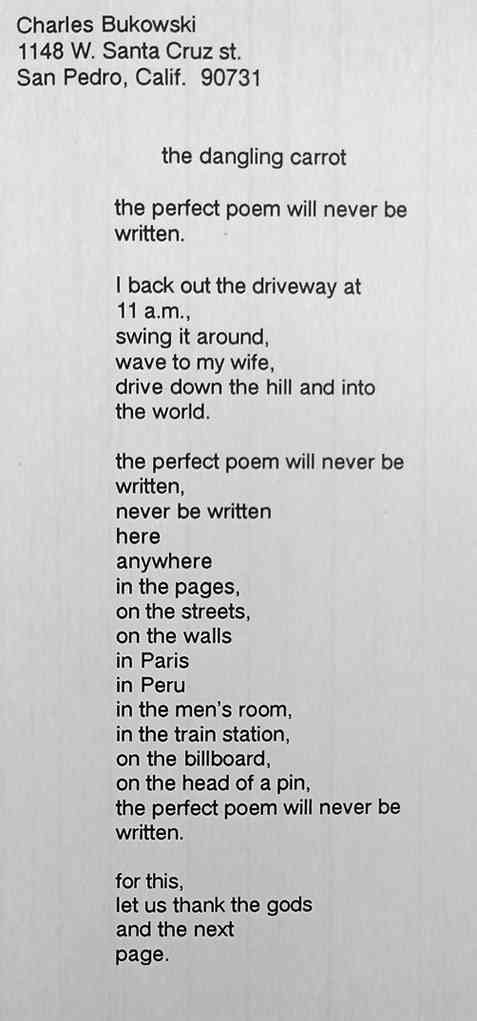 Charles Bukowski
1148 W. Santa Cruz st.
San Pedro, Calif. 90731
the dangling carrot
the perfect poem will never be
written.
I back out the driveway at
11 a.m.,
swing it around,
wave to my wife,
drive down the hill and into
the world.
the perfect poem will never be
written,
never be written
here
anywhere
in the pages,
on the streets,
on the walls
in Paris
in Peru
in the men's room,
in the train station,
on the billboard,
on the head of a pin,
the perfect poem will never be
written.
for this,
let us thank the gods
and the next
page.